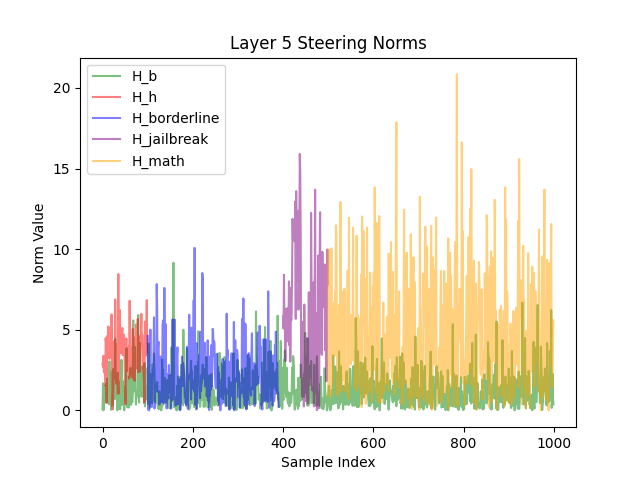 Layer 5 Steering Norms
H_b
H_h
H_borderline
H_jailbreak
H_math
Norm Value
20
15
10
5
0
0 200 400 600 800 1000
Sample Index